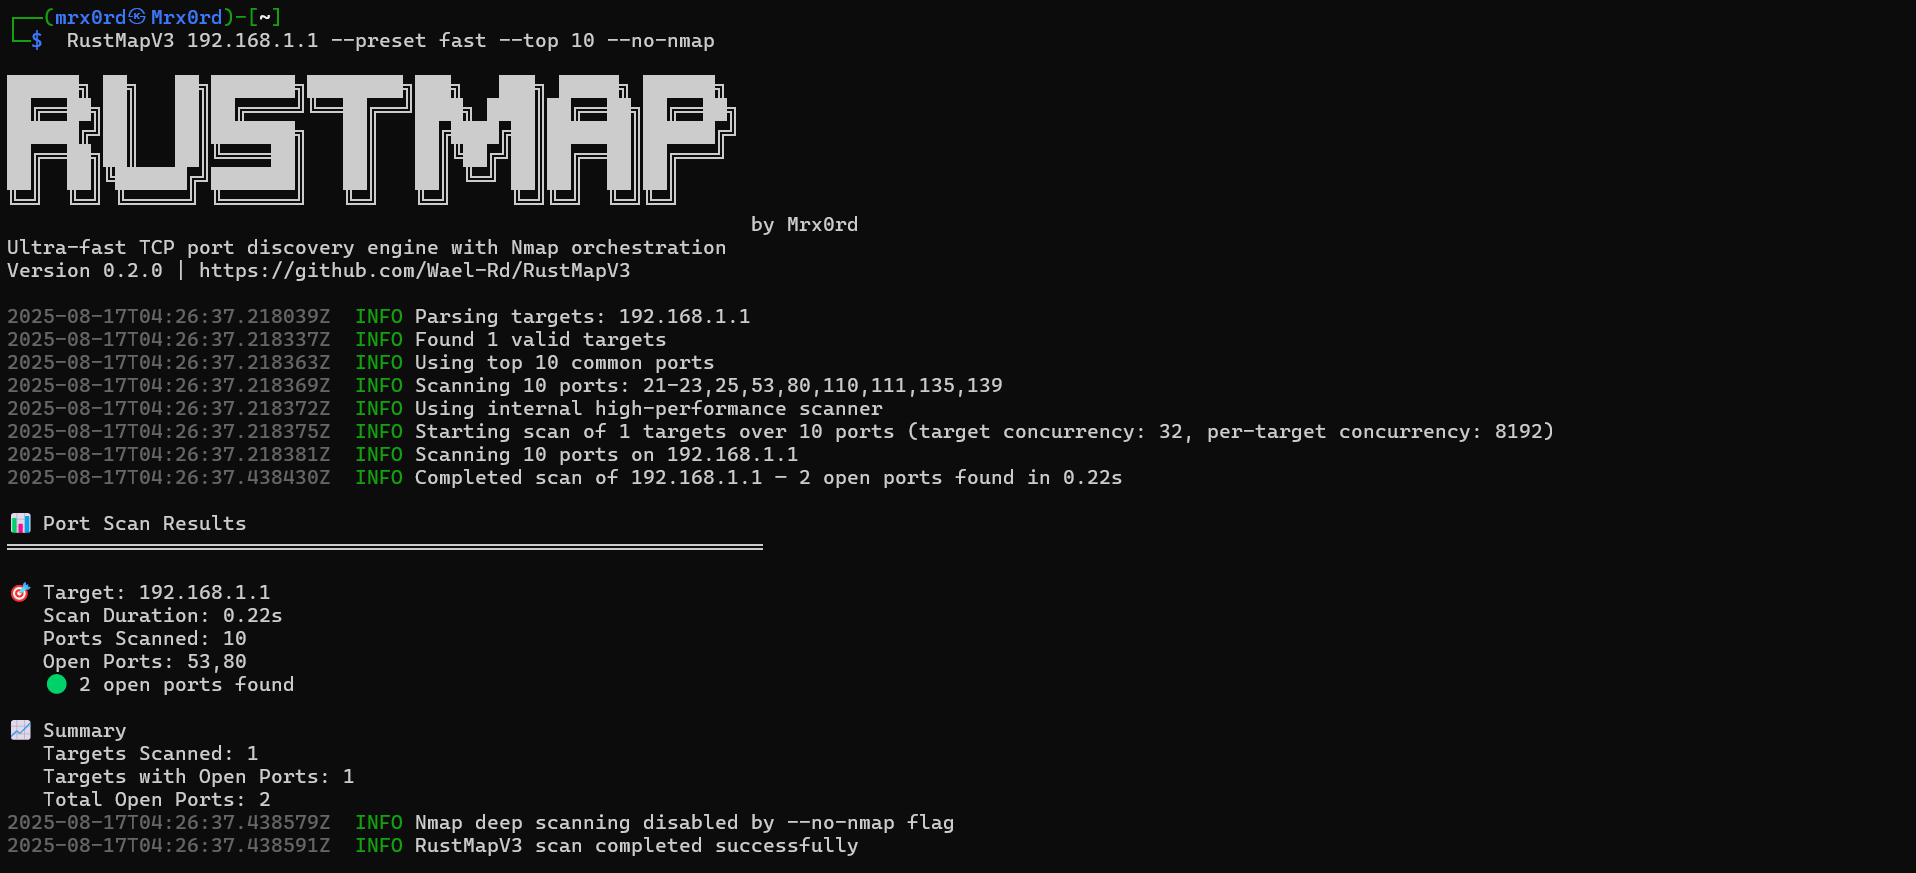 (mrx0rd㉿Mrx0rd)-[~]
$ RustMapV3 192.168.1.1 --preset fast --top 10 --no-nmap
RUSTMAP
by Mrx0rd
Ultra-fast TCP port discovery engine with Nmap orchestration
Version 0.2.0 | https://github.com/Wael-Rd/RustMapV3
2025-08-17T04:26:37.218039Z  INFO Parsing targets: 192.168.1.1
2025-08-17T04:26:37.218337Z  INFO Found 1 valid targets
2025-08-17T04:26:37.218363Z  INFO Using top 10 common ports
2025-08-17T04:26:37.218369Z  INFO Scanning 10 ports: 21-23,25,53,80,110,111,135,139
2025-08-17T04:26:37.218372Z  INFO Using internal high-performance scanner
2025-08-17T04:26:37.218375Z  INFO Starting scan of 1 targets over 10 ports (target concurrency: 32, per-target concurrency: 8192)
2025-08-17T04:26:37.218381Z  INFO Scanning 10 ports on 192.168.1.1
2025-08-17T04:26:37.438430Z  INFO Completed scan of 192.168.1.1 — 2 open ports found in 0.22s
📊 Port Scan Results
🎯 Target: 192.168.1.1
Scan Duration: 0.22s
Ports Scanned: 10
Open Ports: 53,80
🟢 2 open ports found
📈 Summary
Targets Scanned: 1
Targets with Open Ports: 1
Total Open Ports: 2
2025-08-17T04:26:37.438579Z  INFO Nmap deep scanning disabled by --no-nmap flag
2025-08-17T04:26:37.438591Z  INFO RustMapV3 scan completed successfully